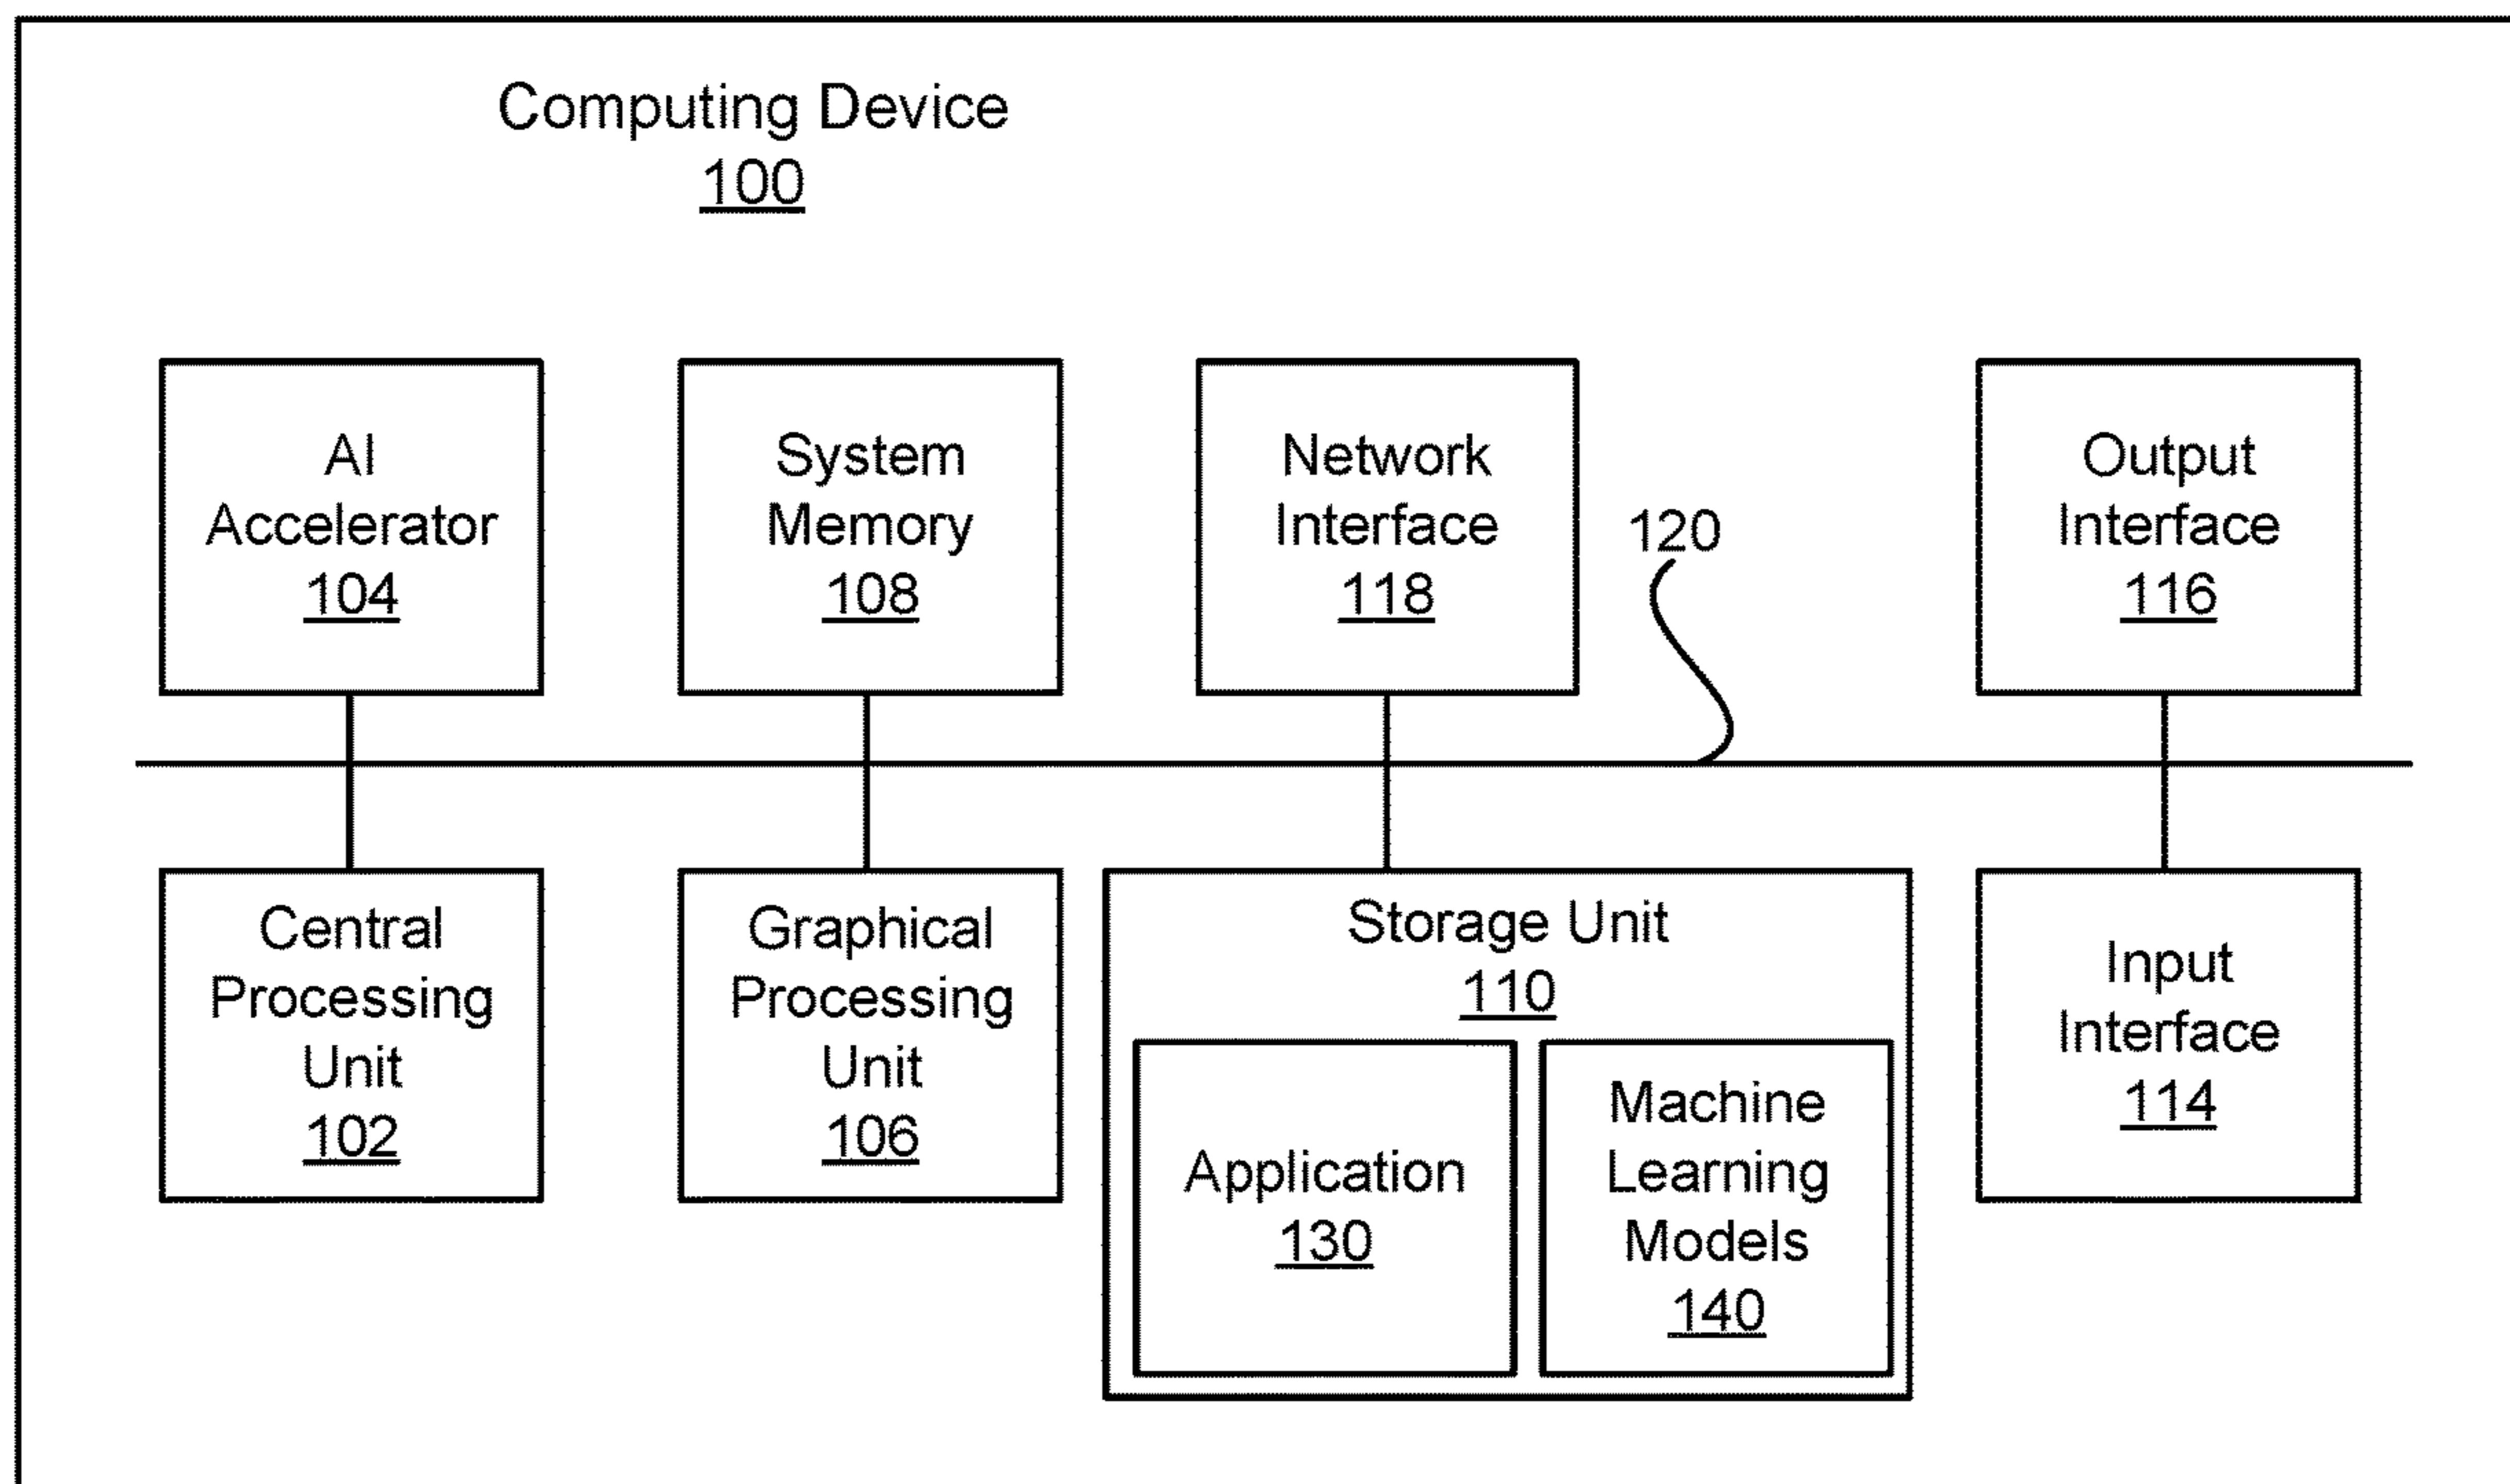 Computing Device
100
AI
Accelerator
104
System
Memory
108
Network
Interface
118
120
Output
Interface
116
Central
Processing
Unit
102
Graphical
Processing
Unit
106
Storage Unit
110
Application
130
Machine
Learning
Models
140
Input
Interface
114